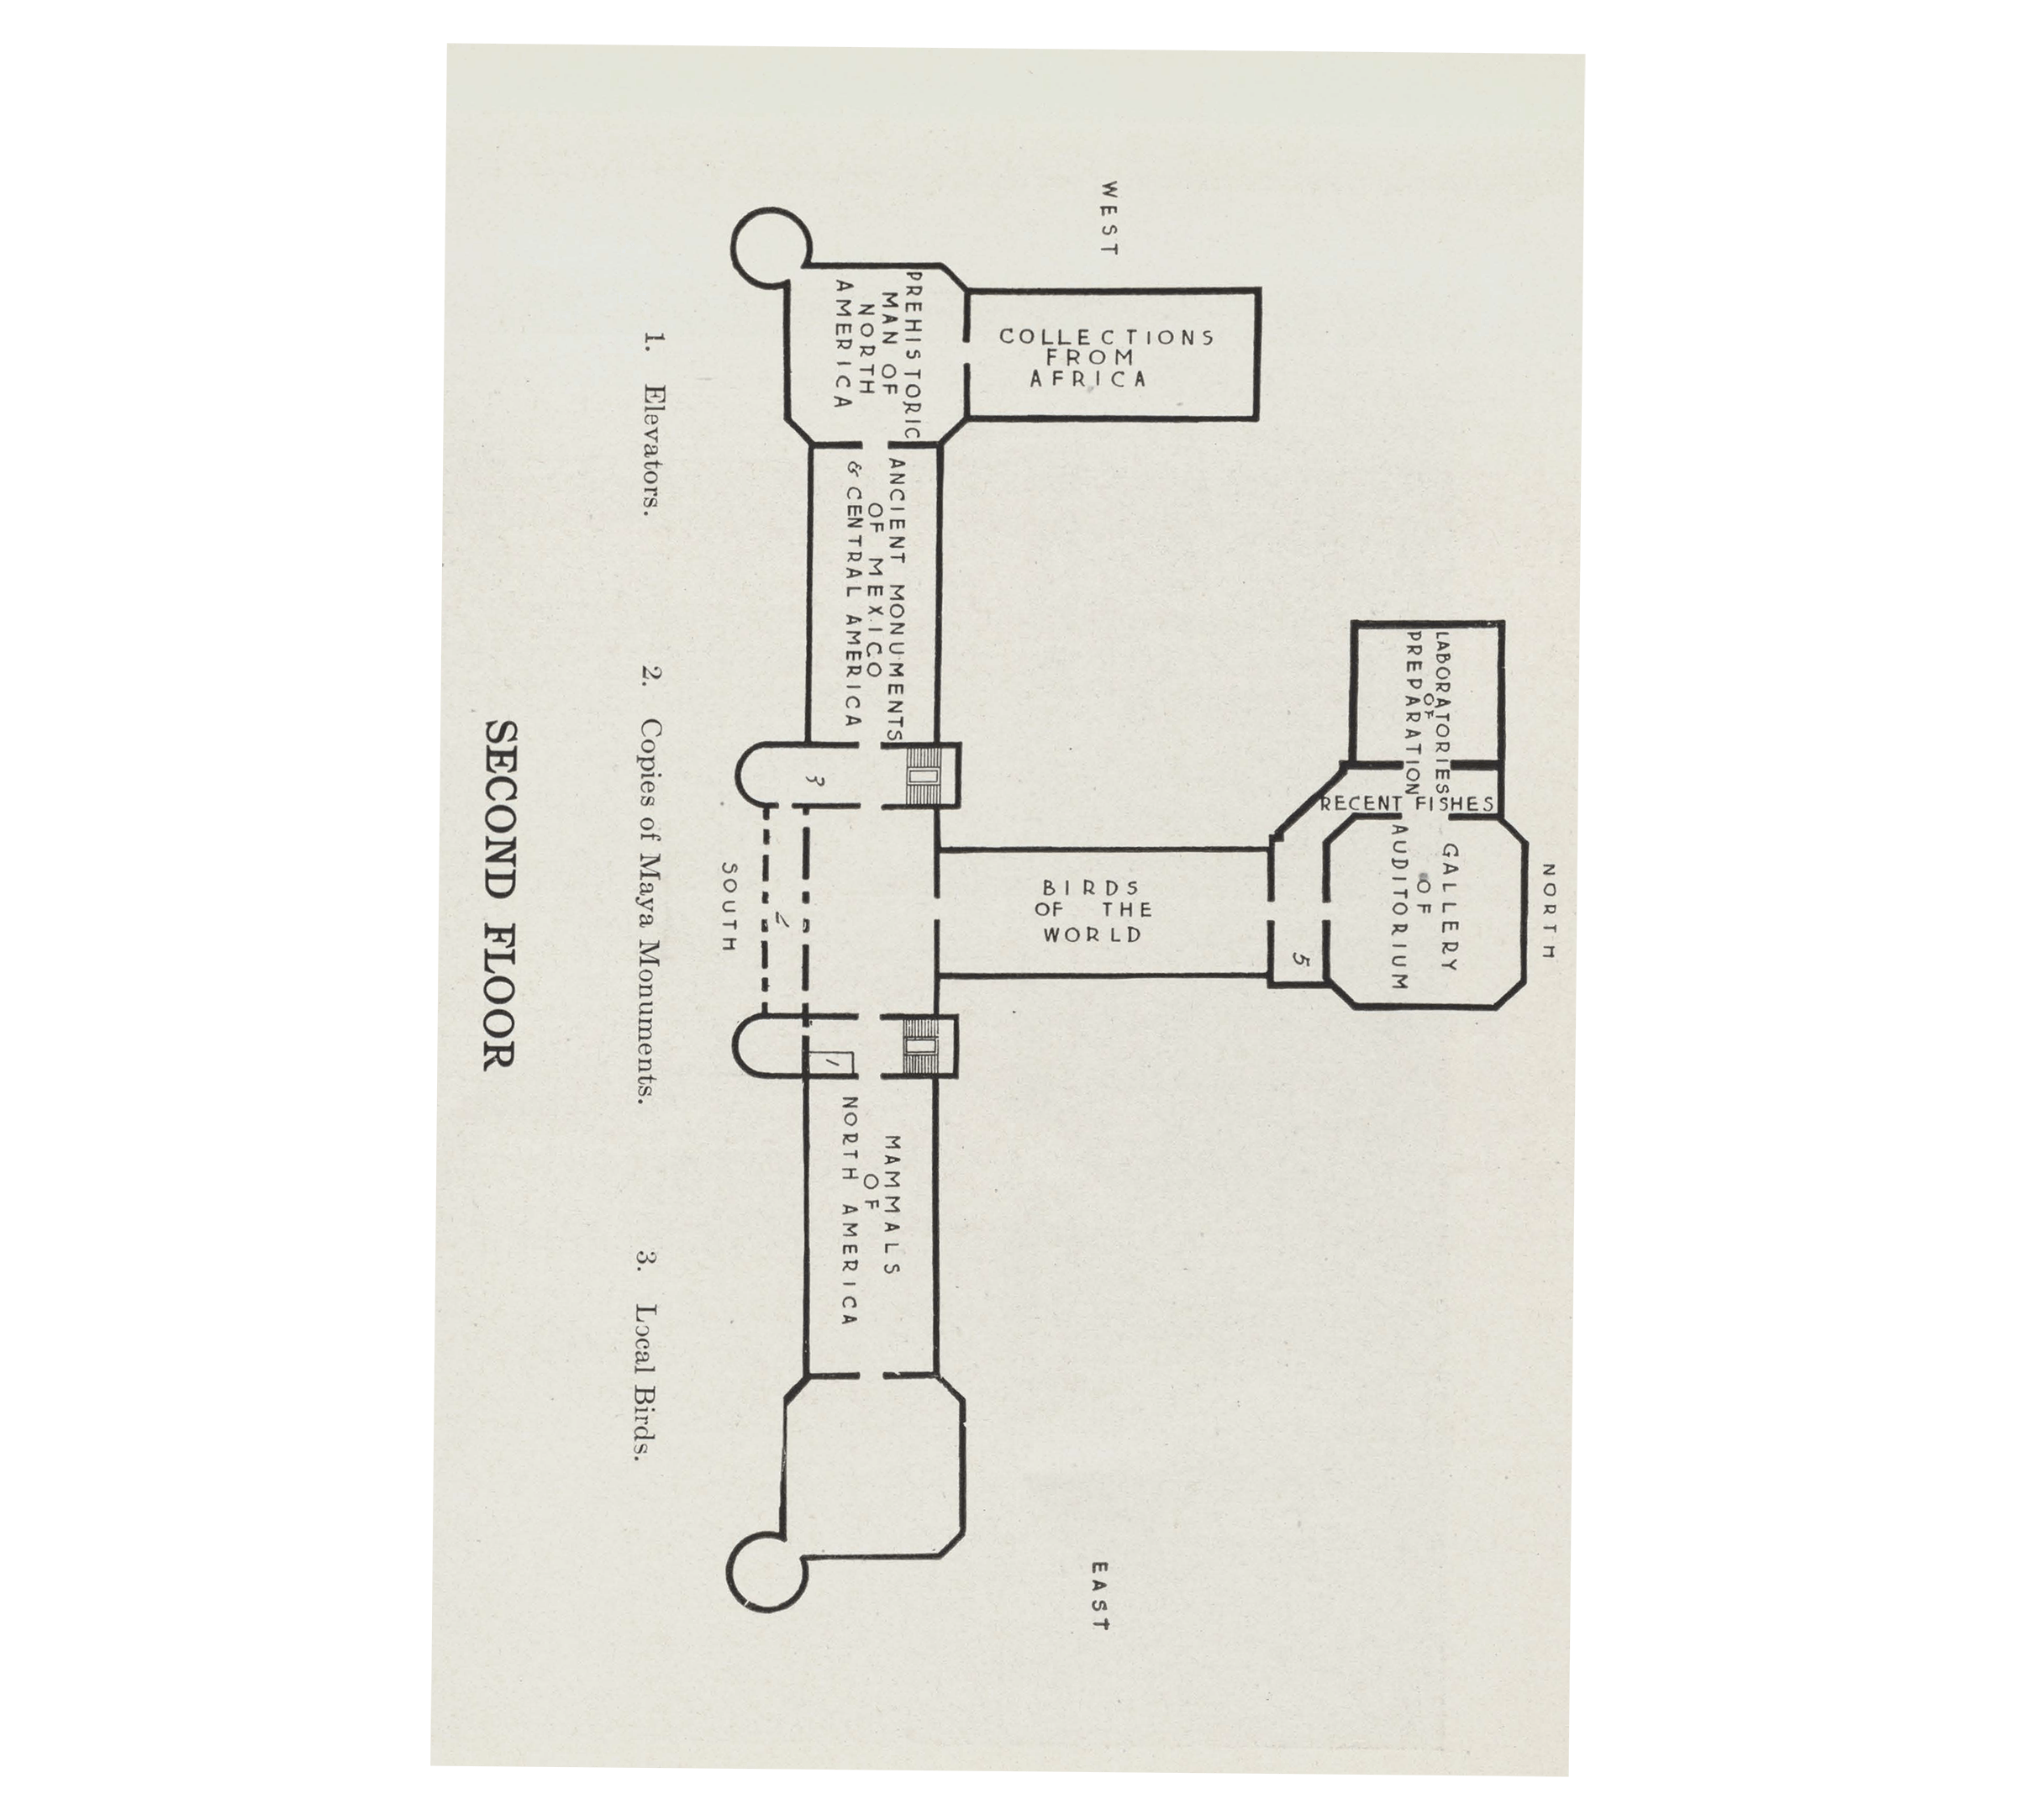 NORTH
LABORATORIES
OF
PREPARATION
RECENT FISHES
GALLERY
OF
AUDITORIUM
5
WEST
EAST
COLLECTIONS
FROM
AFRICA
BIRDS
OF THE
WORLD
PREHISTORIC
MAN OF
NORTH
AMERICA
ANCIENT MONUMENTS
OF MEXICO
& CENTRAL AMERICA
MAMMALS
OF
NORTH AMERICA
3
2
1
SOUTH
1. Elevators. 2. Copies of Maya Monuments. 3. Local Birds.
SECOND FLOOR